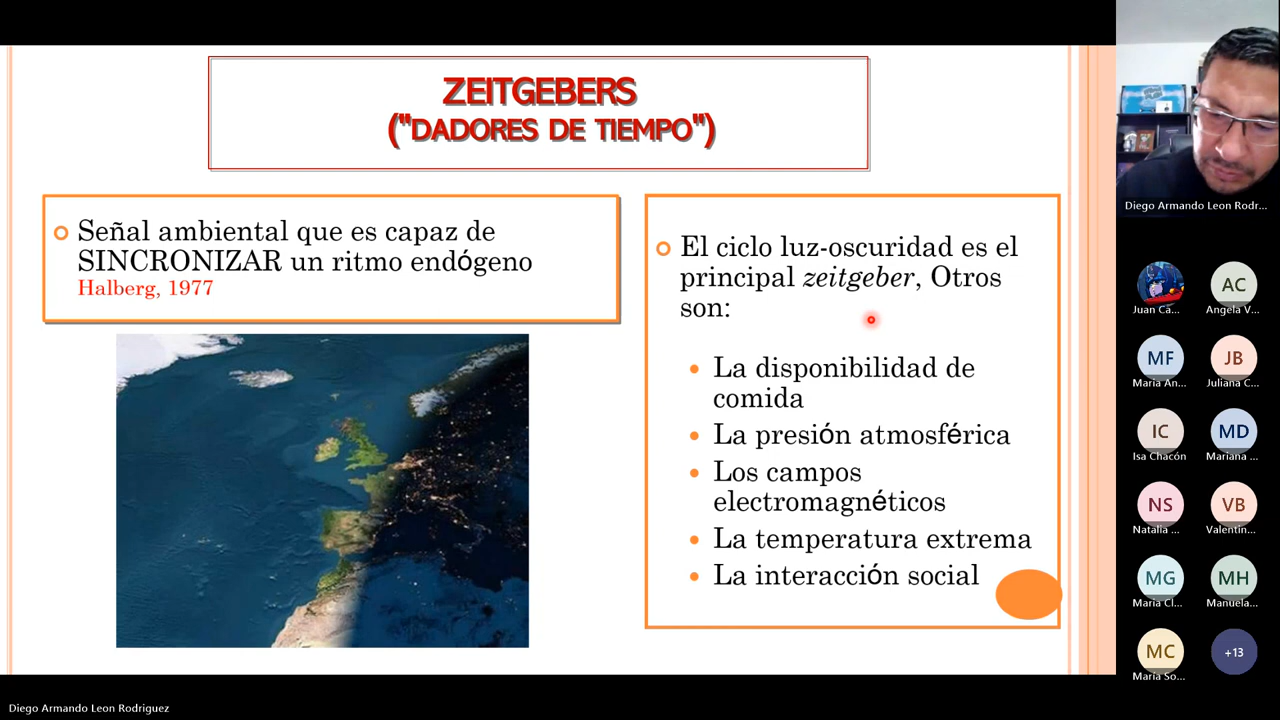 ZEITGEBERS
("DADORES DE TIEMPO")
Señal ambiental que es capaz de
SINCRONIZAR un ritmo endógeno
Halberg, 1977
El ciclo luz-oscuridad es el
principal zeitgeber, Otros
son:
La disponibilidad de
comida
La presión atmosférica
Los campos
electromagnéticos
La temperatura extrema
La interacción social
Diego Armando Leon Rodr...
Juan Ca...
AC
Angela V...
MF
Maria An...
JB
Juliana C...
IC
Isa Chacón
MD
Mariana ...
NS
Natalia ...
VB
Valentin...
MG
Maria Cl...
MH
Manuela...
MC
Maria So...
+13
Diego Armando Leon Rodriguez